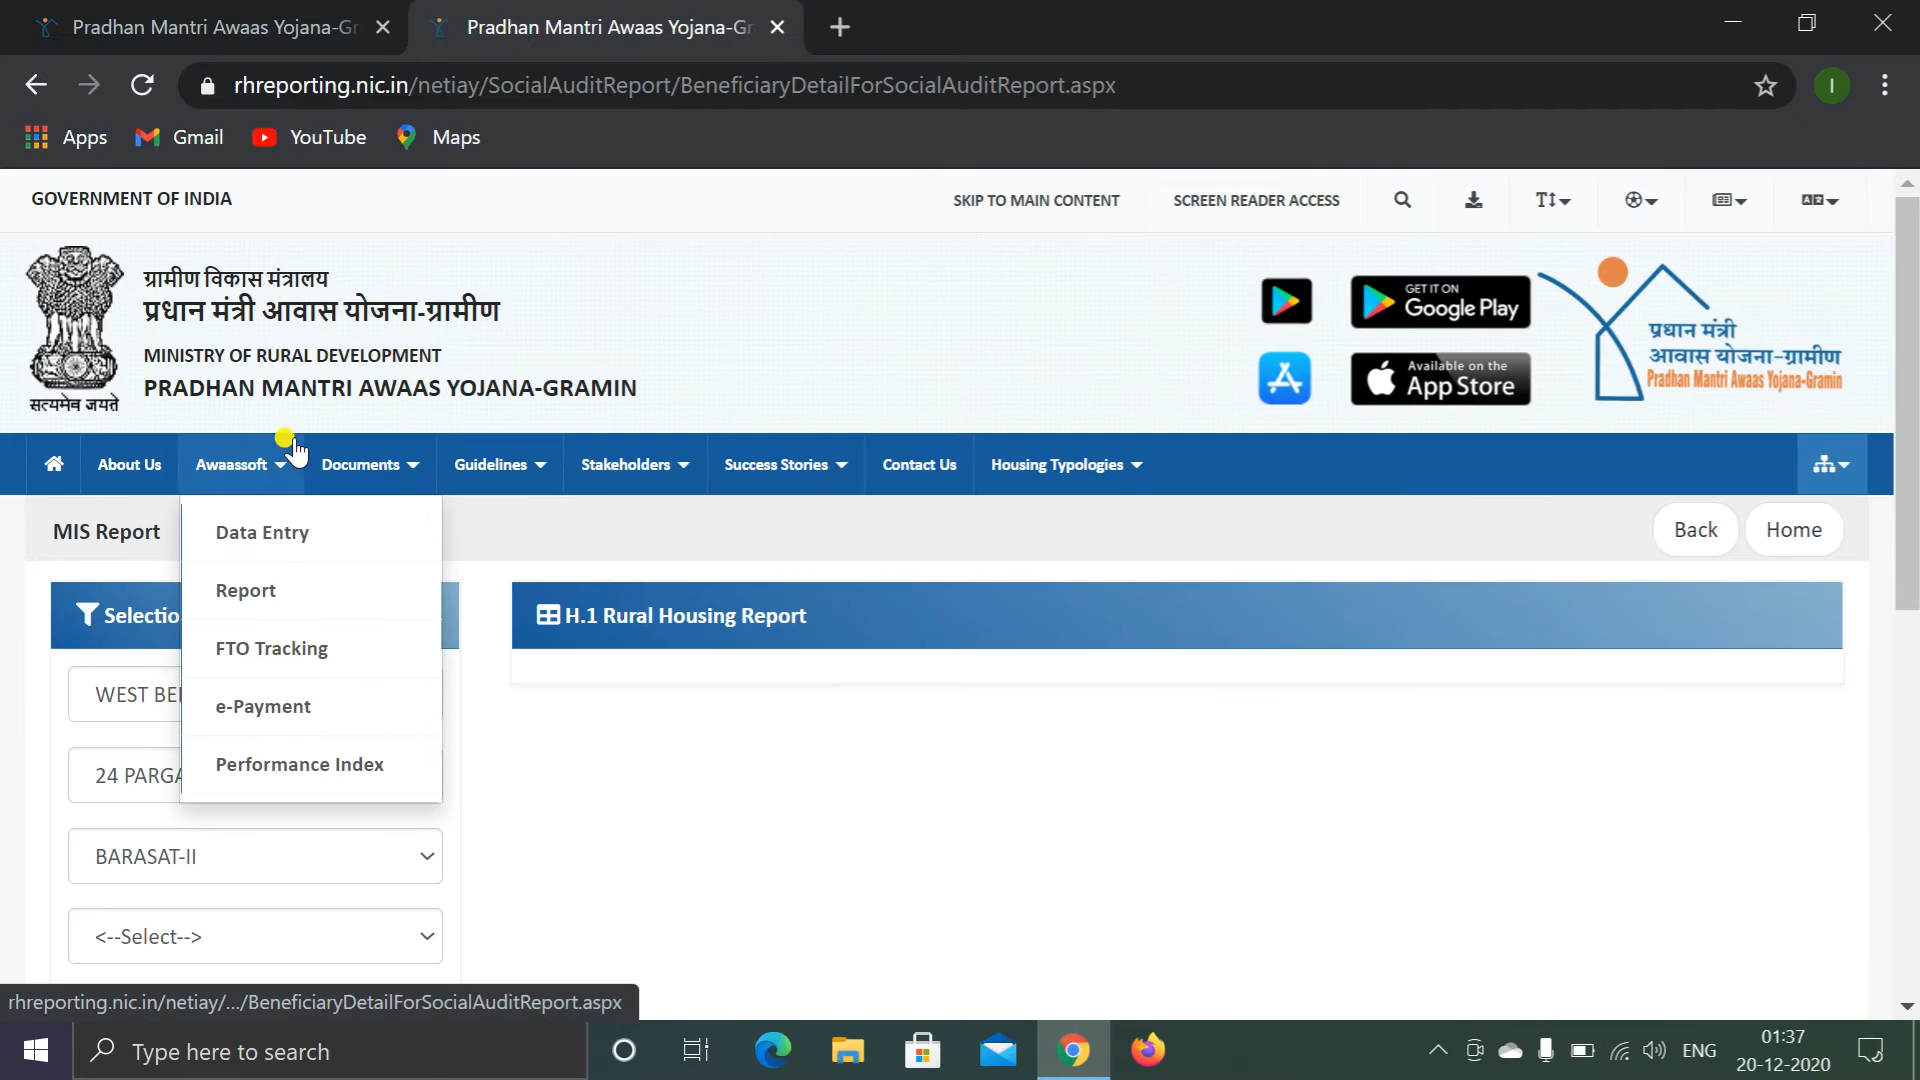 Pradhan Mantri Awaas Yojana-Gr
Pradhan Mantri Awaas Yojana-Gr
rhreporting.nic.in/netiay/SocialAuditReport/BeneficiaryDetailForSocialAuditReport.aspx
I
Apps
Gmail
YouTube
Maps
GOVERNMENT OF INDIA
SKIP TO MAIN CONTENT
SCREEN READER ACCESS
ग्रामीण विकास मंत्रालय
प्रधान मंत्री आवास योजना-ग्रामीण
MINISTRY OF RURAL DEVELOPMENT
PRADHAN MANTRI AWAAS YOJANA-GRAMIN
सत्यमेव जयते
GET IT ON
Google Play
Available on the
App Store
प्रधान मंत्री
आवास योजना-ग्रामीण
Pradhan Mantri Awaas Yojana-Gramin
About Us
Awaassoft
Documents
Guidelines
Stakeholders
Success Stories
Contact Us
Housing Typologies
MIS Report
Back
Home
Data Entry
Report
FTO Tracking
e-Payment
Performance Index
Selectio
H.1 Rural Housing Report
WEST BE
24 PARGA
BARASAT-II
<--Select-->
rhreporting.nic.in/netiay/.../BeneficiaryDetailForSocialAuditReport.aspx
Type here to search
ENG
01:37
20-12-2020